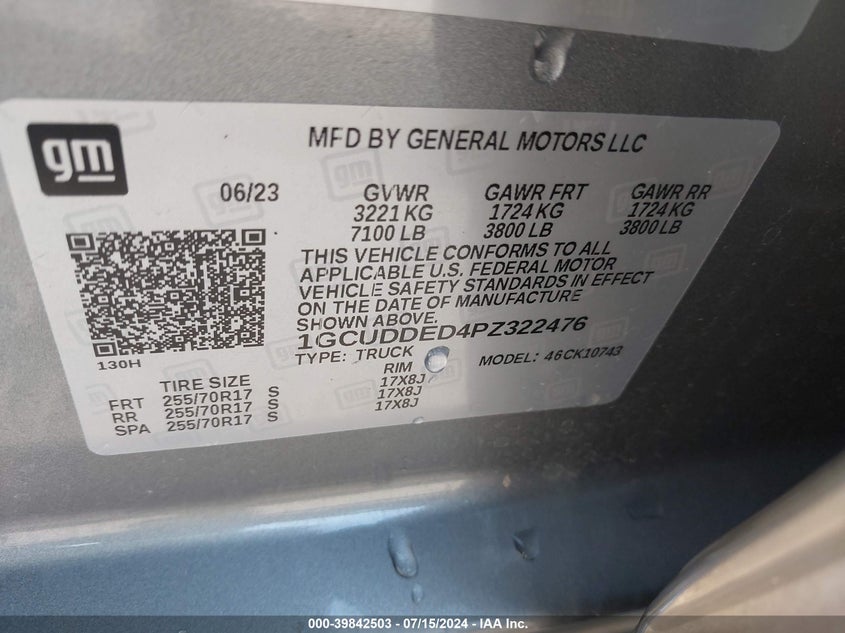 gm
MFD BY GENERAL MOTORS LLC
06/23 GVWR GAWR FRT GAWR RR
3221 KG 1724 KG 1724 KG
7100 LB 3800 LB 3800 LB
THIS VEHICLE CONFORMS TO ALL
APPLICABLE U.S. FEDERAL MOTOR
VEHICLE SAFETY STANDARDS IN EFFECT
ON THE DATE OF MANUFACTURE
SHOWN ABOVE.
1GCUDDED4PZ322476
TYPE: TRUCK MODEL: 46CK10743
130H
TIRE SIZE RIM
FRT 255/70R17 S 17X8J
RR 255/70R17 S 17X8J
SPA 255/70R17 S 17X8J
000-39842503 - 07/15/2024 - IAA Inc.